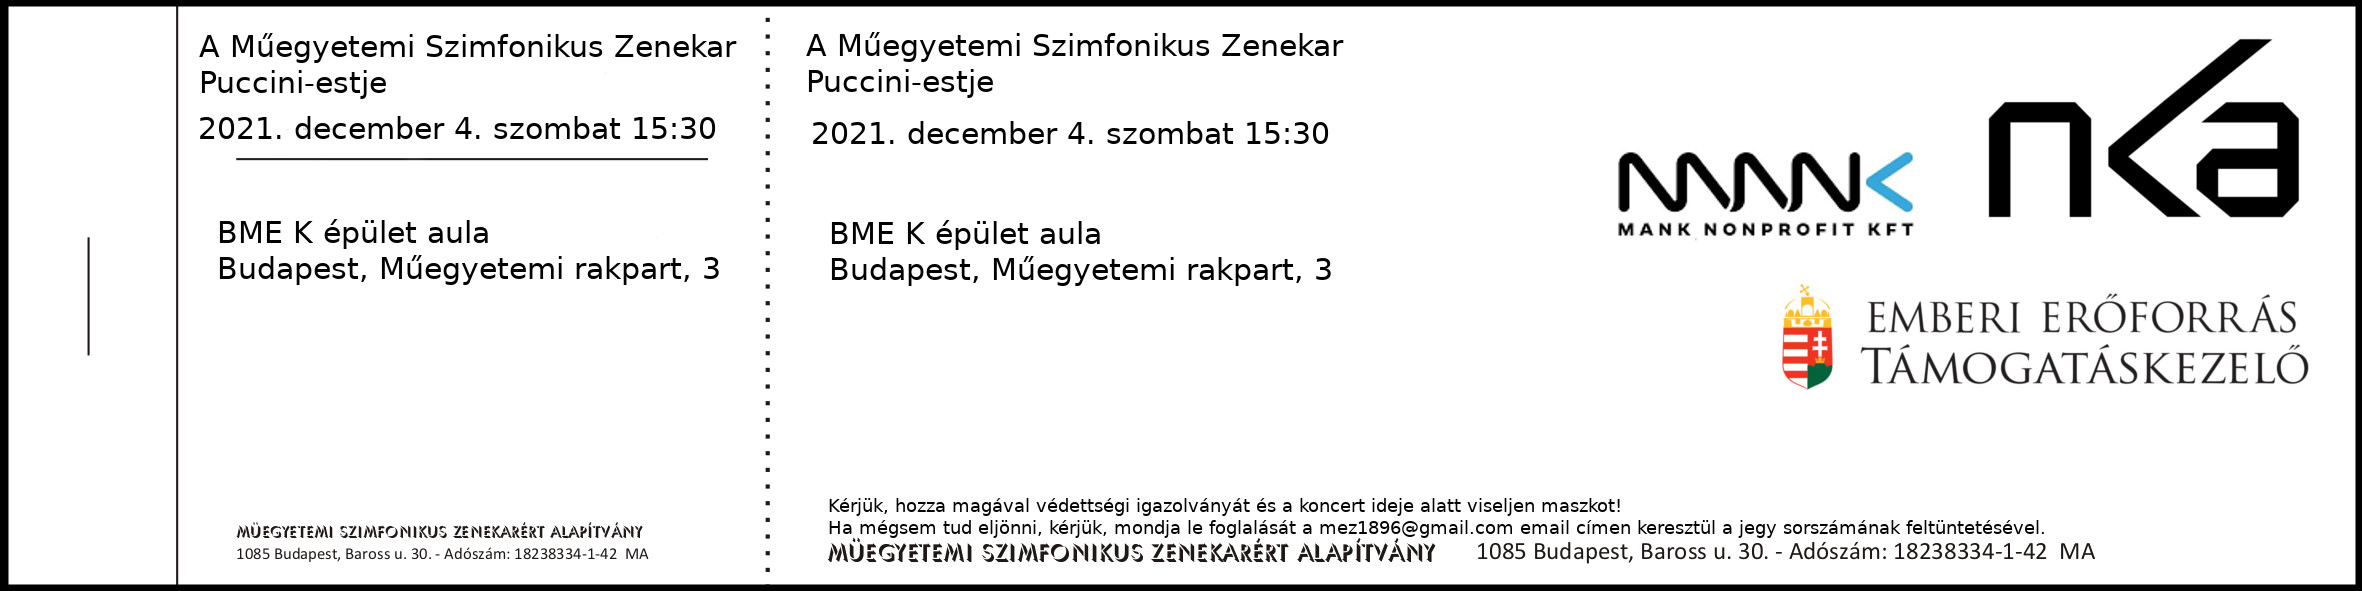 A Műegyetemi Szimfonikus Zenekar
Puccini-estje
2021. december 4. szombat 15:30
BME K épület aula
Budapest, Műegyetemi rakpart, 3
MŰEGYETEMI SZIMFONIKUS ZENEKARÉRT ALAPÍTVÁNY
1085 Budapest, Baross u. 30. - Adószám: 18238334-1-42 MA
A Műegyetemi Szimfonikus Zenekar
Puccini-estje
2021. december 4. szombat 15:30
BME K épület aula
Budapest, Műegyetemi rakpart, 3
MANK
MANK NONPROFIT KFT
nka
EMBERI ERŐFORRÁS
TÁMOGATÁSKEZELŐ
Kérjük, hozza magával védettségi igazolványát és a koncert ideje alatt viseljen maszkot!
Ha mégsem tud eljönni, kérjük, mondja le foglalását a mez1896@gmail.com email címen keresztül a jegy sorszámának feltüntetésével.
MŰEGYETEMI SZIMFONIKUS ZENEKARÉRT ALAPÍTVÁNY 1085 Budapest, Baross u. 30. - Adószám: 18238334-1-42 MA